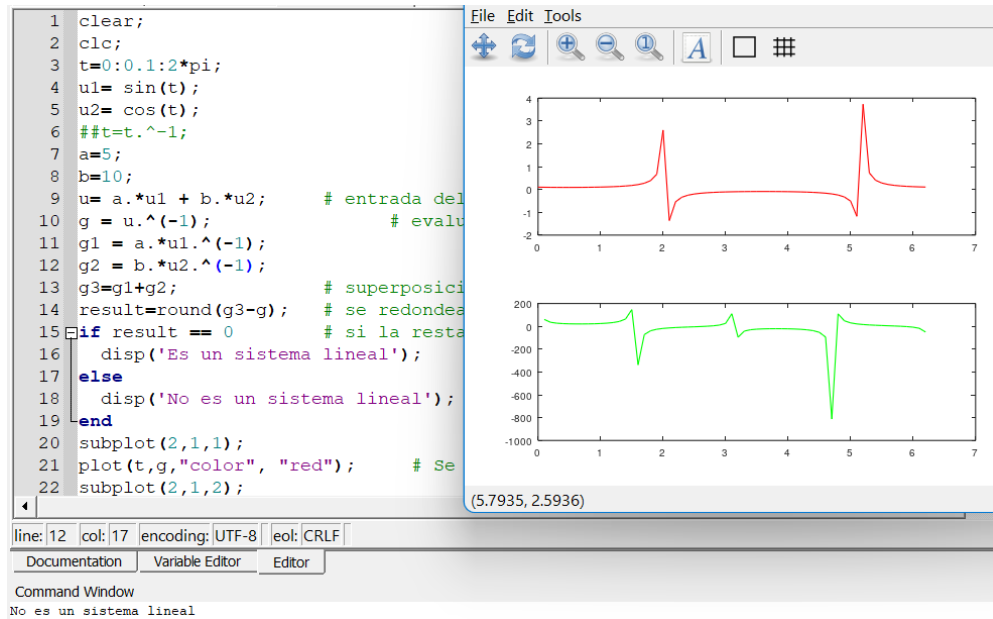 1 clear;
2 clc;
3 t=0:0.1:2*pi;
4 u1= sin(t);
5 u2= cos(t);
6 ##t=t.^-1;
7 a=5;
8 b=10;
9 u= a.*u1 + b.*u2; # entrada del
10 g = u.^(-1); # evalu
11 g1 = a.*u1.^(-1);
12 g2 = b.*u2.^(-1);
13 g3=g1+g2; # superposici
14 result=round(g3-g); # se redondea
15 if result == 0 # si la resta
16 disp('Es un sistema lineal');
17 else
18 disp('No es un sistema lineal');
19 end
20 subplot(2,1,1);
21 plot(t,g,"color", "red"); # Se
22 subplot(2,1,2);
line: 12 col: 17 encoding: UTF-8 eol: CRLF
Documentation Variable Editor Editor
Command Window
No es un sistema lineal
File Edit Tools
A
4
3
2
1
0
-1
-2
0 1 2 3 4 5 6 7
200
0
-200
-400
-600
-800
-1000
0 1 2 3 4 5 6 7
(5.7935, 2.5936)